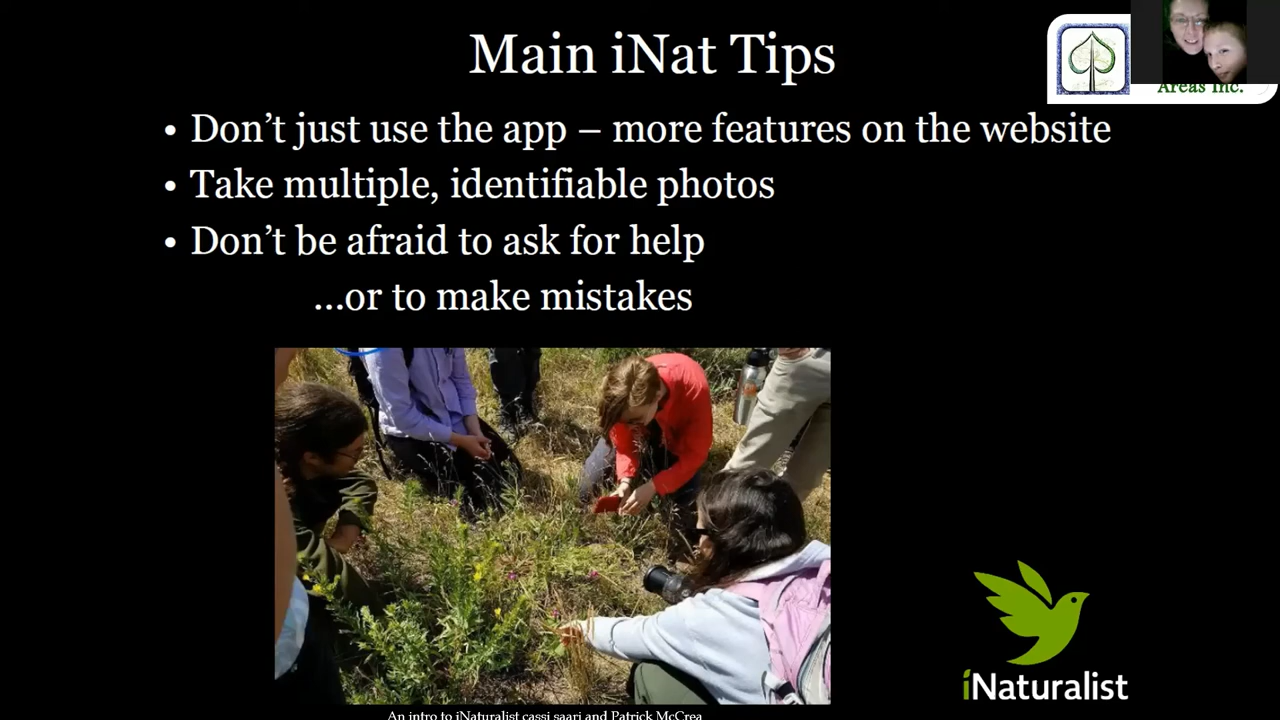 Main iNat Tips
• Don't just use the app – more features on the website
• Take multiple, identifiable photos
• Don't be afraid to ask for help
...or to make mistakes
Areas Inc.
iNaturalist
An intro to iNaturalist cassi saari and Patrick McCrea